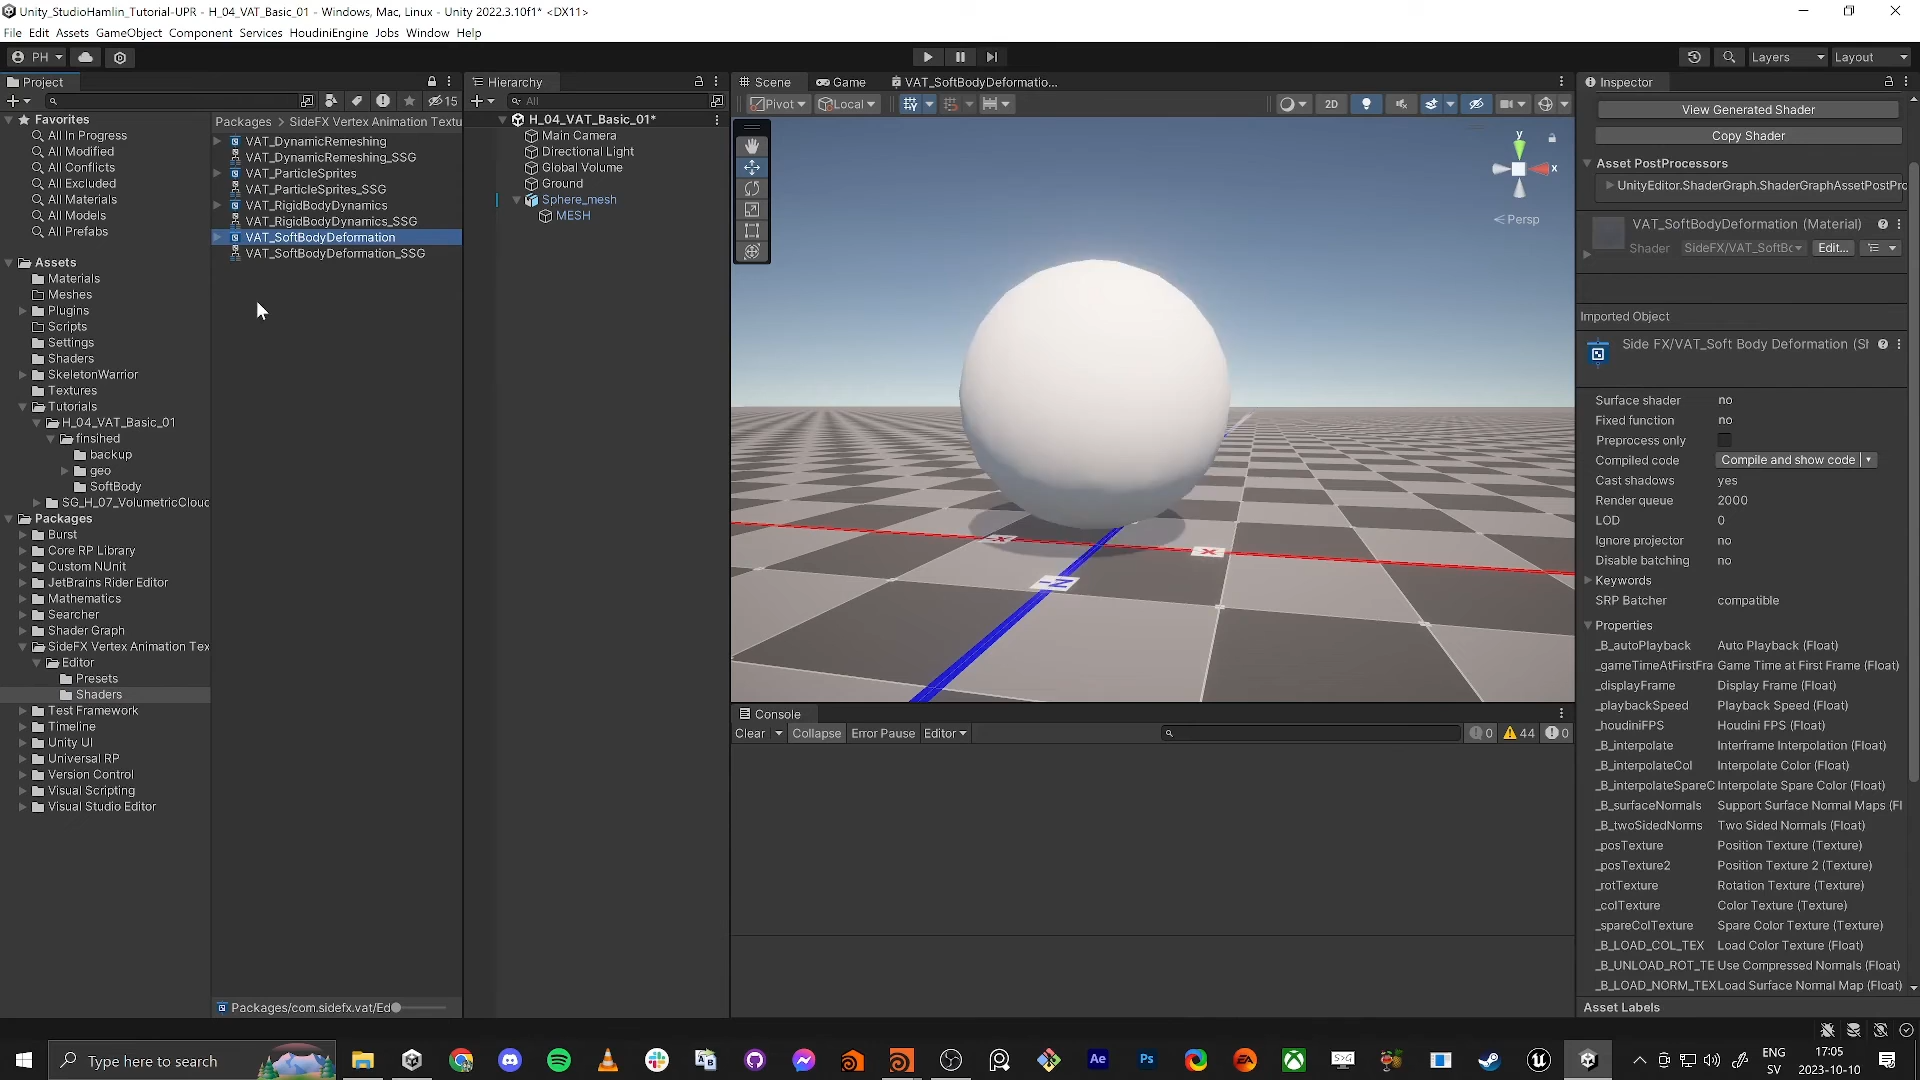 Unity_StudioHamlin_Tutorial-UPR - H_04_VAT_Basic_01 - Windows, Mac, Linux - Unity 2022.3.10f1* <DX11>
File Edit Assets GameObject Component Services HoudiniEngine Jobs Window Help
PH
Layers
Layout
Project
15
Favorites
All In Progress
All Modified
All Conflicts
All Excluded
All Materials
All Models
All Prefabs
Assets
Materials
Meshes
Plugins
Scripts
Settings
Shaders
SkeletonWarrior
Textures
Tutorials
H_04_VAT_Basic_01
finsihed
backup
geo
SoftBody
SG_H_07_VolumetricCloud
Packages
Burst
Core RP Library
Custom NUnit
JetBrains Rider Editor
Mathematics
Searcher
Shader Graph
SideFX Vertex Animation Tex
Editor
Presets
Shaders
Test Framework
Timeline
Unity UI
Universal RP
Version Control
Visual Scripting
Visual Studio Editor
Packages > SideFX Vertex Animation Textu
VAT_DynamicRemeshing
VAT_DynamicRemeshing_SSG
VAT_ParticleSprites
VAT_ParticleSprites_SSG
VAT_RigidBodyDynamics
VAT_RigidBodyDynamics_SSG
VAT_SoftBodyDeformation
VAT_SoftBodyDeformation_SSG
Packages/com.sidefx.vat/Ed
Hierarchy
All
H_04_VAT_Basic_01*
Main Camera
Directional Light
Global Volume
Ground
Sphere_mesh
MESH
Scene
Game
VAT_SoftBodyDeformatio...
Pivot
Local
2D
y
x
< Persp
-X
X
-Z
Console
Clear
Collapse
Error Pause
Editor
0
44
0
Inspector
View Generated Shader
Copy Shader
Asset PostProcessors
UnityEditor.ShaderGraph.ShaderGraphAssetPostPro
VAT_SoftBodyDeformation (Material)
Shader
SideFX/VAT_SoftBo
Edit...
Imported Object
Side FX/VAT_Soft Body Deformation (Sh
Surface shader no
Fixed function no
Preprocess only
Compiled code Compile and show code
Cast shadows yes
Render queue 2000
LOD 0
Ignore projector no
Disable batching no
Keywords
SRP Batcher compatible
Properties
_B_autoPlayback Auto Playback (Float)
_gameTimeAtFirstFra Game Time at First Frame (Float)
_displayFrame Display Frame (Float)
_playbackSpeed Playback Speed (Float)
_houdiniFPS Houdini FPS (Float)
_B_interpolate Interframe Interpolation (Float)
_B_interpolateCol Interpolate Color (Float)
_B_interpolateSpareC Interpolate Spare Color (Float)
_B_surfaceNormals Support Surface Normal Maps (Fl
_B_twoSidedNorms Two Sided Normals (Float)
_posTexture Position Texture (Texture)
_posTexture2 Position Texture 2 (Texture)
_rotTexture Rotation Texture (Texture)
_colTexture Color Texture (Texture)
_spareColTexture Spare Color Texture (Texture)
_B_LOAD_COL_TEX Load Color Texture (Float)
_B_UNLOAD_ROT_TE Use Compressed Normals (Float)
_B_LOAD_NORM_TEX Load Surface Normal Map (Float)
Asset Labels
Type here to search
Ae
Ps
EA
ENG
SV
17:05
2023-10-10